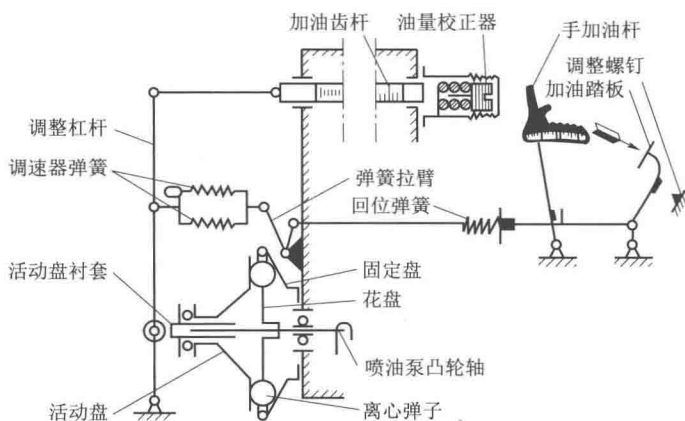 加油齿杆
油量校正器
手加油杆
调整螺钉
加油踏板
调整杠杆
调速器弹簧
弹簧拉臂
回位弹簧
活动盘衬套
固定盘
花盘
喷油泵凸轮轴
活动盘
离心弹子